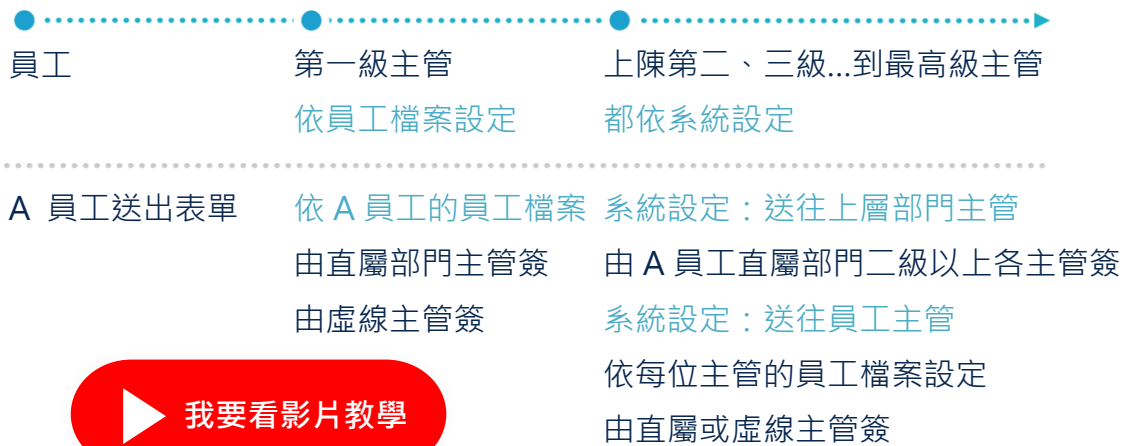 員工
第一級主管
上陳第二、三級...到最高級主管
依員工檔案設定
都依系統設定
A 員工送出表單
依 A 員工的員工檔案
系統設定：送往上層部門主管
由直屬部門主管簽
由 A 員工直屬部門二級以上各主管簽
由虛線主管簽
系統設定：送往員工主管
依每位主管的員工檔案設定
我要看影片教學
由直屬或虛線主管簽